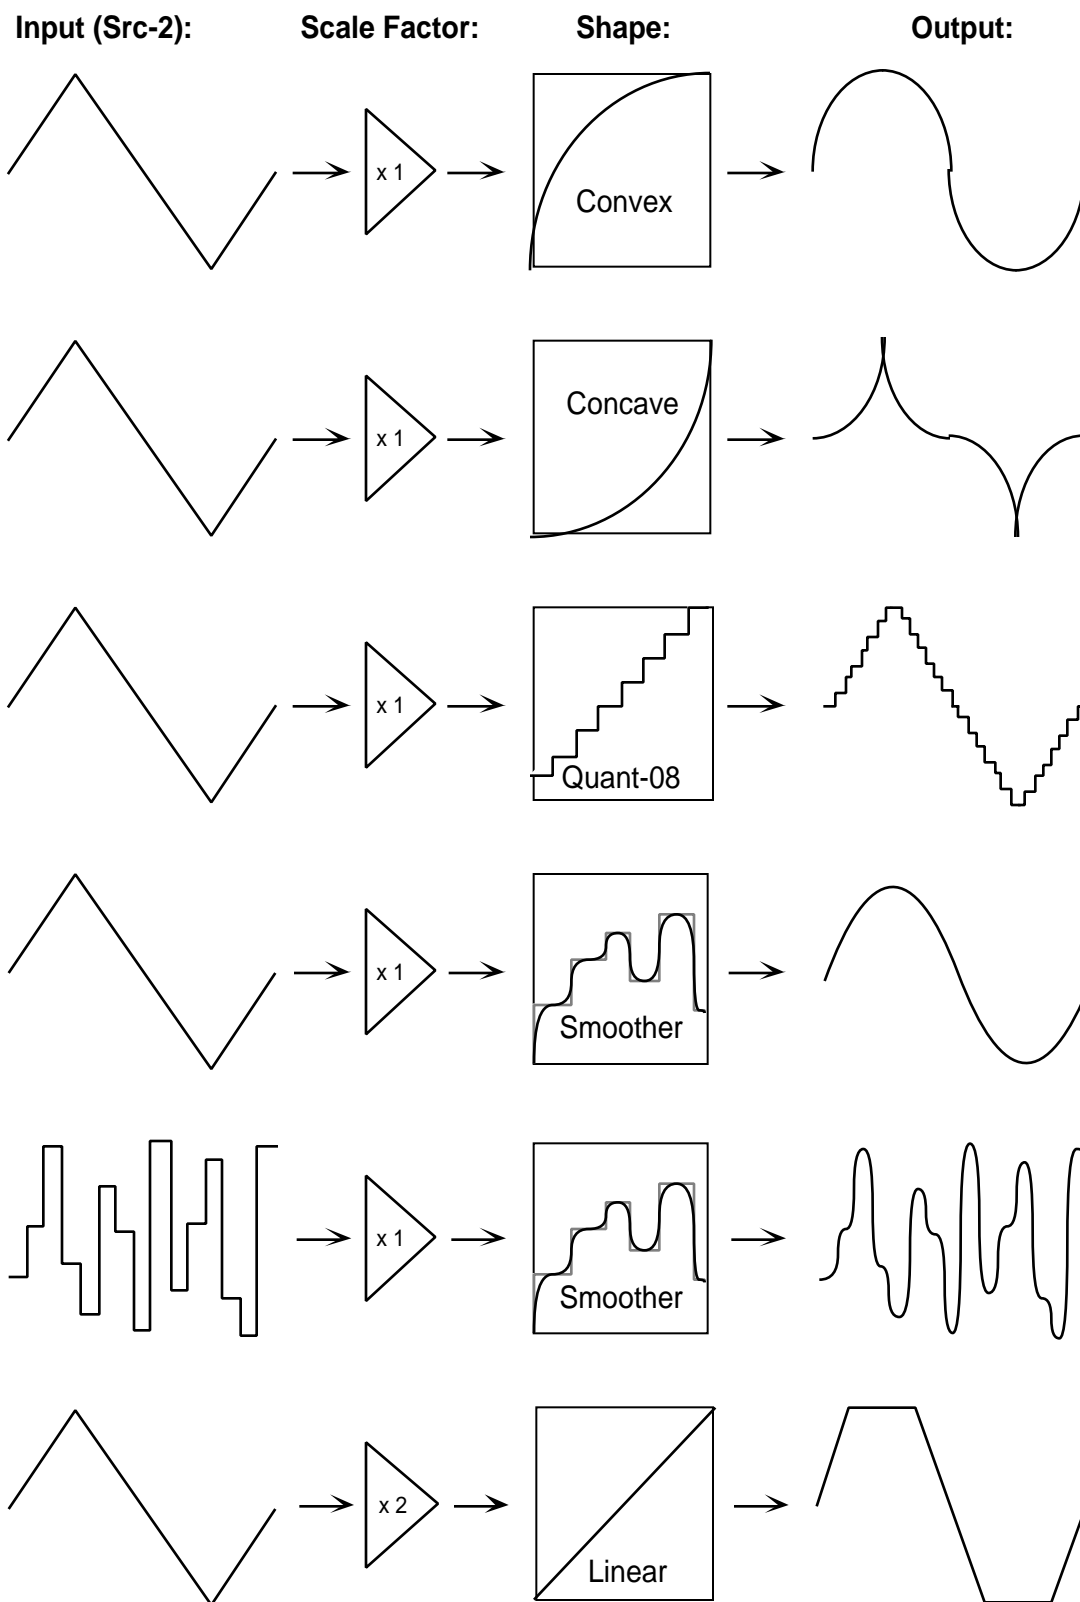 Input (Src-2): Scale Factor: Shape: Output:
x 1
Convex
x 1
Concave
x 1
Quant-08
x 1
Smoother
x 1
Smoother
x 2
Linear